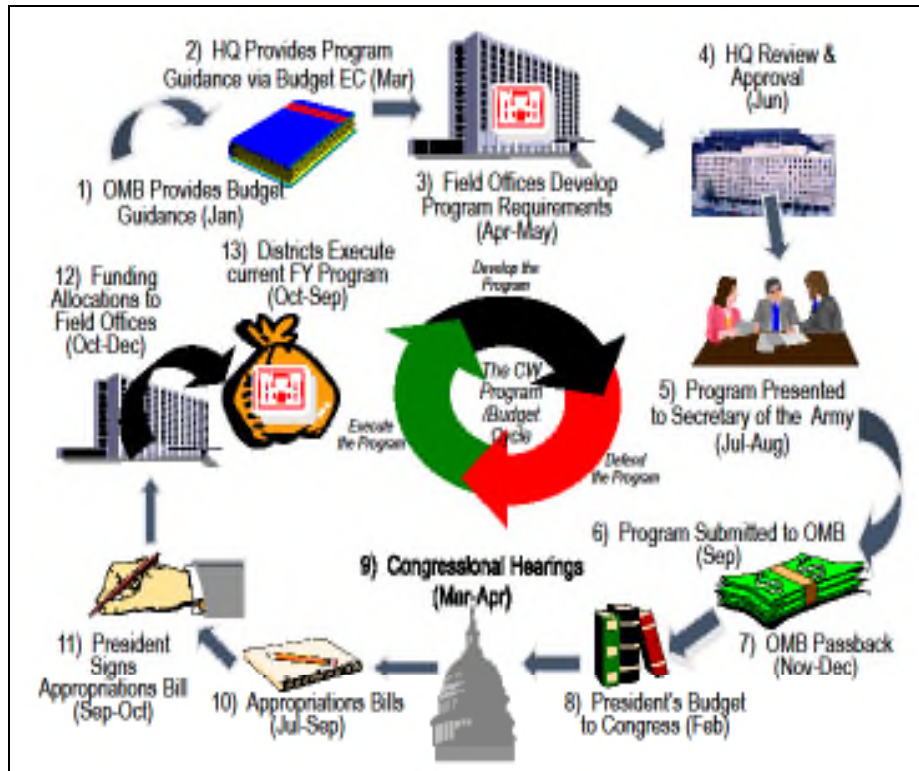 2) HQ Provides Program
Guidance via Budget EC (Mar)
4) HQ Review &
Approval
(Jun)
1) OMB Provides Budget
Guidance (Jan)
3) Field Offices Develop
Program Requirements
(Apr-May)
13) Districts Execute
current FY Program
(Oct-Sep)
12) Funding
Allocations to
Field Offices
(Oct-Dec)
Develop the
Program
The CW
Program
/Budget
Cycle
Execute
the Program
Defend
the Program
5) Program Presented
to Secretary of the Army
(Jul-Aug)
6) Program Submitted to OMB
(Sep)
9) Congressional Hearings
(Mar-Apr)
7) OMB Passback
(Nov-Dec)
11) President
Signs
Appropriations Bill
(Sep-Oct)
10) Appropriations Bills
(Jul-Sep)
8) President's Budget
to Congress (Feb)